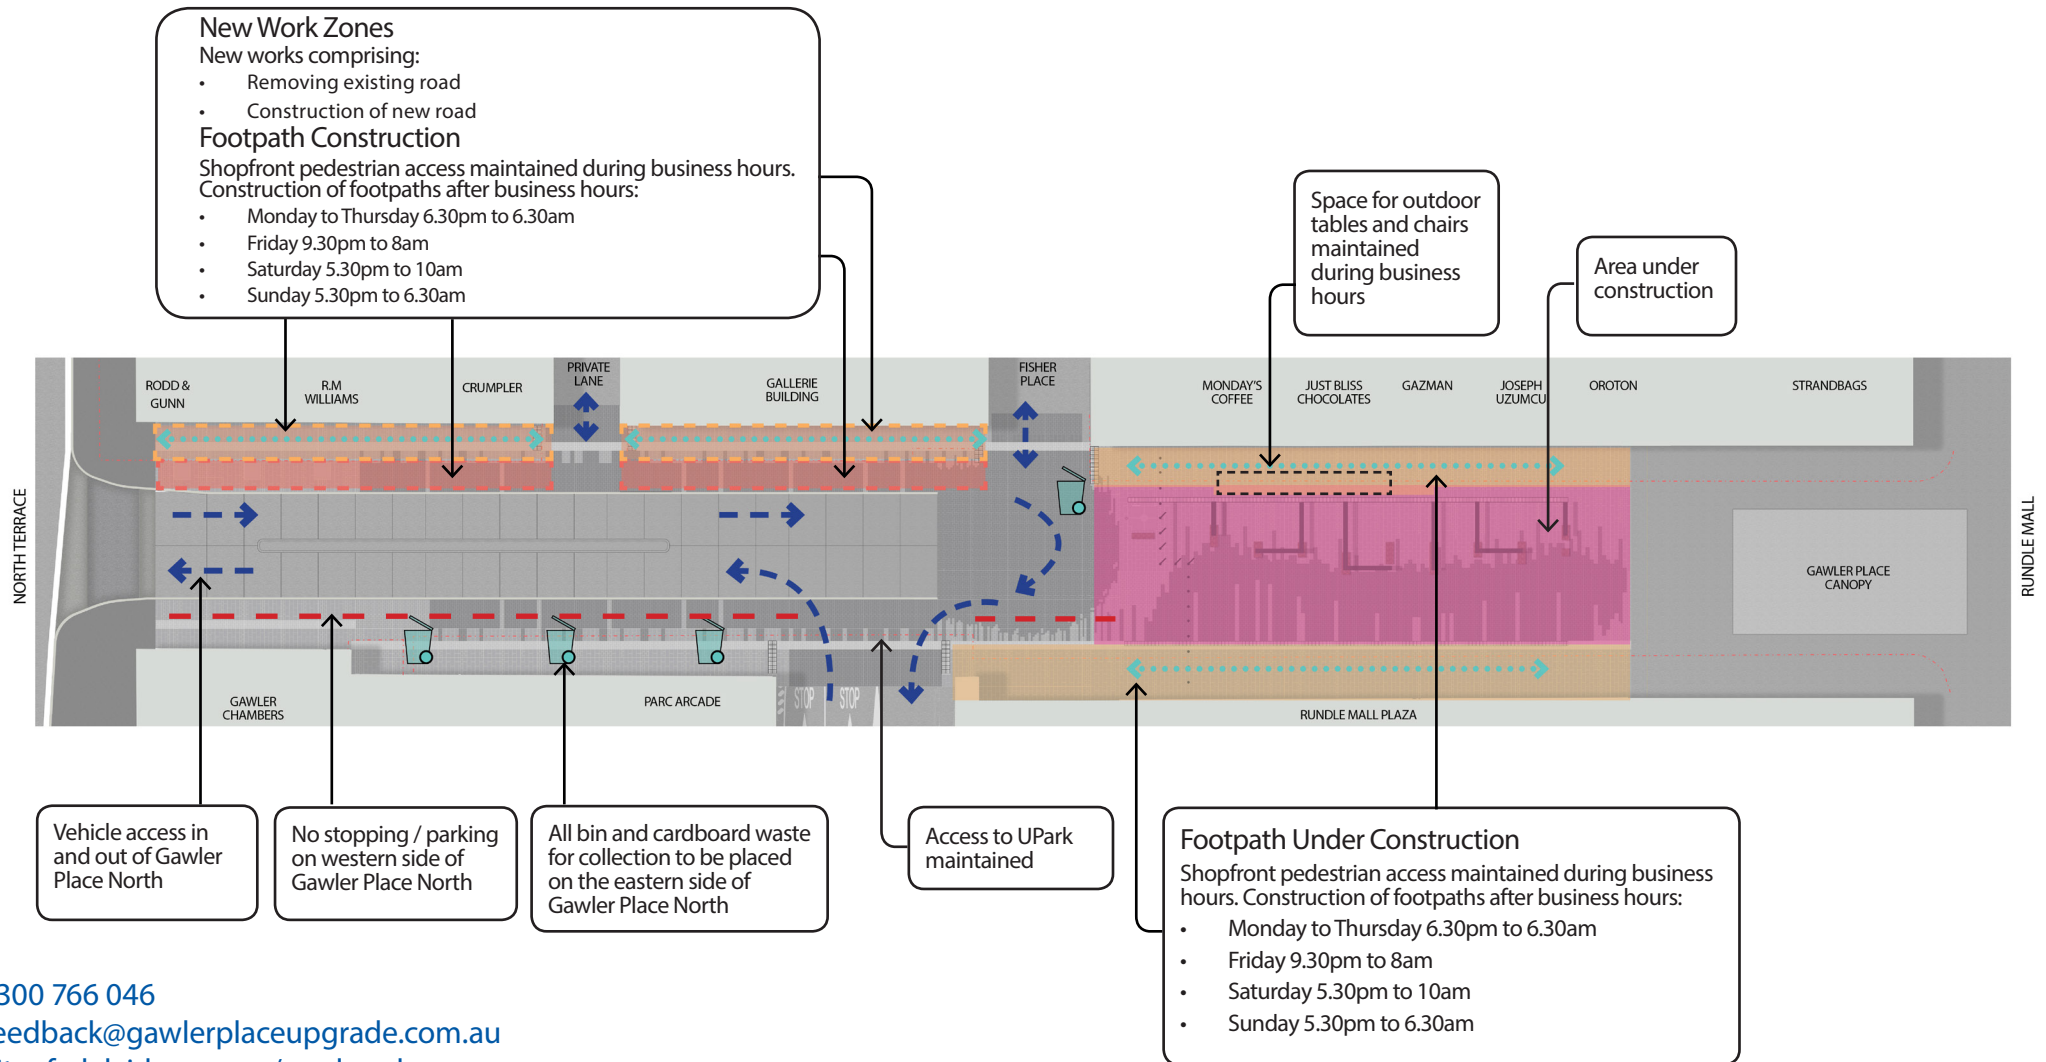 New Work Zones
New works comprising:
• Removing existing road
• Construction of new road
Footpath Construction
Shopfront pedestrian access maintained during business hours.
Construction of footpaths after business hours:
• Monday to Thursday 6.30pm to 6.30am
• Friday 9.30pm to 8am
• Saturday 5.30pm to 10am
• Sunday 5.30pm to 6.30am
Space for outdoor
tables and chairs
maintained
during business
hours
Area under
construction
RODD &
GUNN
R.M
WILLIAMS
CRUMPLER
PRIVATE
LANE
GALLERIE
BUILDING
FISHER
PLACE
MONDAY'S
COFFEE
JUST BLISS
CHOCOLATES
GAZMAN
JOSEPH
UZUMCU
OROTON
STRANDBAGS
NORTH TERRACE
GAWLER PLACE
CANOPY
RUNDLE MALL
GAWLER
CHAMBERS
PARC ARCADE
STOP
STOP
RUNDLE MALL PLAZA
Vehicle access in
and out of Gawler
Place North
No stopping / parking
on western side of
Gawler Place North
All bin and cardboard waste
for collection to be placed
on the eastern side of
Gawler Place North
Access to UPark
maintained
Footpath Under Construction
Shopfront pedestrian access maintained during business
hours. Construction of footpaths after business hours:
• Monday to Thursday 6.30pm to 6.30am
• Friday 9.30pm to 8am
• Saturday 5.30pm to 10am
• Sunday 5.30pm to 6.30am
300 766 046
eedback@gawlerplaceupgrade.com.au